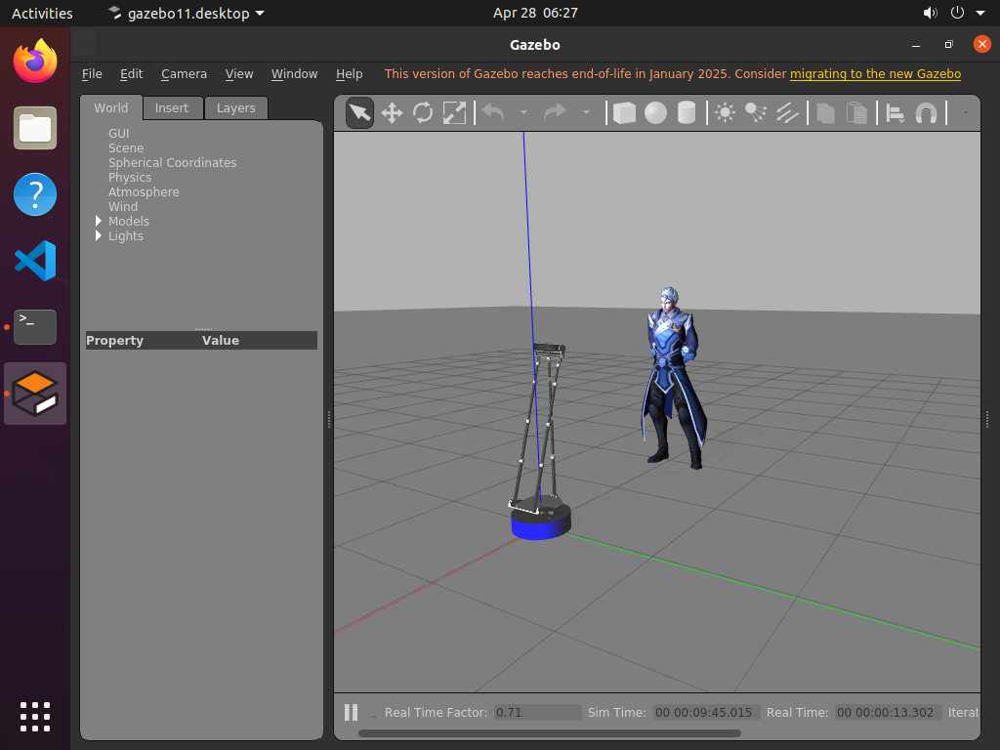 Activities gazebo11.desktop Apr 28 06:27
Gazebo
File Edit Camera View Window Help This version of Gazebo reaches end-of-life in January 2025. Consider migrating to the new Gazebo
World Insert Layers
GUI
Scene
Spherical Coordinates
Physics
Atmosphere
Wind
Models
Lights
Property Value
Real Time Factor: 0.71 Sim Time: 00 00:09:45.015 Real Time: 00 00:00:13.302 Iterat